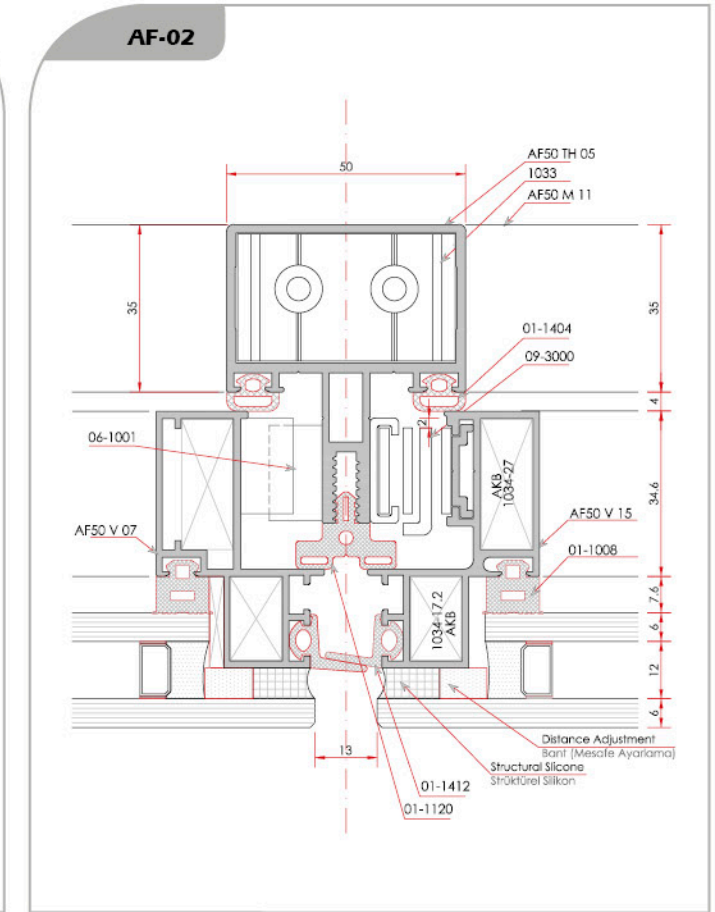 AF-02
50
AF50 TH 05
1033
AF50 M 11
35
35
01-1404
09-3000
4
2
06-1001
AKB
1034-27
34.6
AF50 V 07
AF50 V 15
01-1008
1034-17.2
AKB
7.6
6
12
6
13
Distance Adjustment
Bant (Mesafe Ayarlama)
Structural Slicone
Strüktürel Silikon
01-1412
01-1120